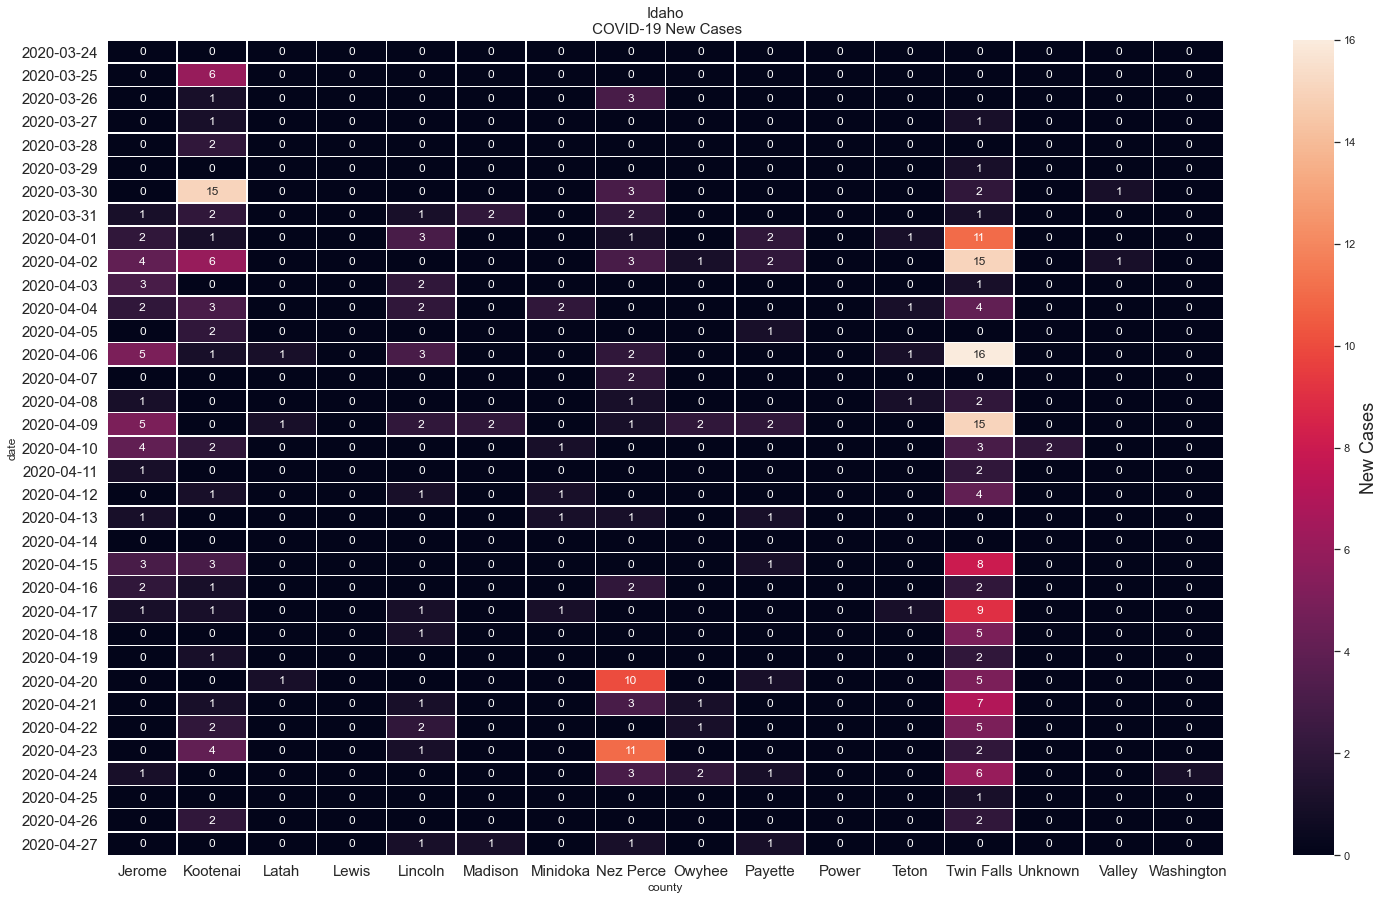 Idaho
COVID-19 New Cases
2020-03-24 0 0 0 0 0 0 0 0 0 0 0 0 0 0 0 0
2020-03-25 0 6 0 0 0 0 0 0 0 0 0 0 0 0 0 0
2020-03-26 0 1 0 0 0 0 0 3 0 0 0 0 0 0 0 0
2020-03-27 0 1 0 0 0 0 0 0 0 0 0 0 1 0 0 0
2020-03-28 0 2 0 0 0 0 0 0 0 0 0 0 0 0 0 0
2020-03-29 0 0 0 0 0 0 0 0 0 0 0 0 1 0 0 0
2020-03-30 0 15 0 0 0 0 0 3 0 0 0 0 2 0 1 0
2020-03-31 1 2 0 0 1 2 0 2 0 0 0 0 1 0 0 0
2020-04-01 2 1 0 0 3 0 0 1 0 2 0 1 11 0 0 0
2020-04-02 4 6 0 0 0 0 0 3 1 2 0 0 15 0 1 0
2020-04-03 3 0 0 0 2 0 0 0 0 0 0 0 1 0 0 0
2020-04-04 2 3 0 0 2 0 2 0 0 0 0 1 4 0 0 0
2020-04-05 0 2 0 0 0 0 0 0 0 1 0 0 0 0 0 0
2020-04-06 5 1 1 0 3 0 0 2 0 0 0 1 16 0 0 0
2020-04-07 0 0 0 0 0 0 0 2 0 0 0 0 0 0 0 0
2020-04-08 1 0 0 0 0 0 0 1 0 0 0 1 2 0 0 0
2020-04-09 5 0 1 0 2 2 0 1 2 2 0 0 15 0 0 0
2020-04-10 4 2 0 0 0 0 1 0 0 0 0 0 3 2 0 0
2020-04-11 1 0 0 0 0 0 0 0 0 0 0 0 2 0 0 0
2020-04-12 0 1 0 0 1 0 1 0 0 0 0 0 4 0 0 0
2020-04-13 1 0 0 0 0 0 1 1 0 1 0 0 0 0 0 0
2020-04-14 0 0 0 0 0 0 0 0 0 0 0 0 0 0 0 0
2020-04-15 3 3 0 0 0 0 0 0 0 1 0 0 8 0 0 0
2020-04-16 2 1 0 0 0 0 0 2 0 0 0 0 2 0 0 0
2020-04-17 1 1 0 0 1 0 1 0 0 0 0 1 9 0 0 0
2020-04-18 0 0 0 0 1 0 0 0 0 0 0 0 5 0 0 0
2020-04-19 0 1 0 0 0 0 0 0 0 0 0 0 2 0 0 0
2020-04-20 0 0 1 0 0 0 0 10 0 1 0 0 5 0 0 0
2020-04-21 0 1 0 0 1 0 0 3 1 0 0 0 7 0 0 0
2020-04-22 0 2 0 0 2 0 0 0 1 0 0 0 5 0 0 0
2020-04-23 0 4 0 0 1 0 0 11 0 0 0 0 2 0 0 0
2020-04-24 1 0 0 0 0 0 0 3 2 1 0 0 6 0 0 1
2020-04-25 0 0 0 0 0 0 0 0 0 0 0 0 1 0 0 0
2020-04-26 0 2 0 0 0 0 0 0 0 0 0 0 2 0 0 0
2020-04-27 0 0 0 0 1 1 0 1 0 1 0 0 0 0 0 0
Jerome Kootenai Latah Lewis Lincoln Madison Minidoka Nez Perce Owyhee Payette Power Teton Twin Falls Unknown Valley Washington
county
date
16
14
12
10
8
6
4
2
0
New Cases